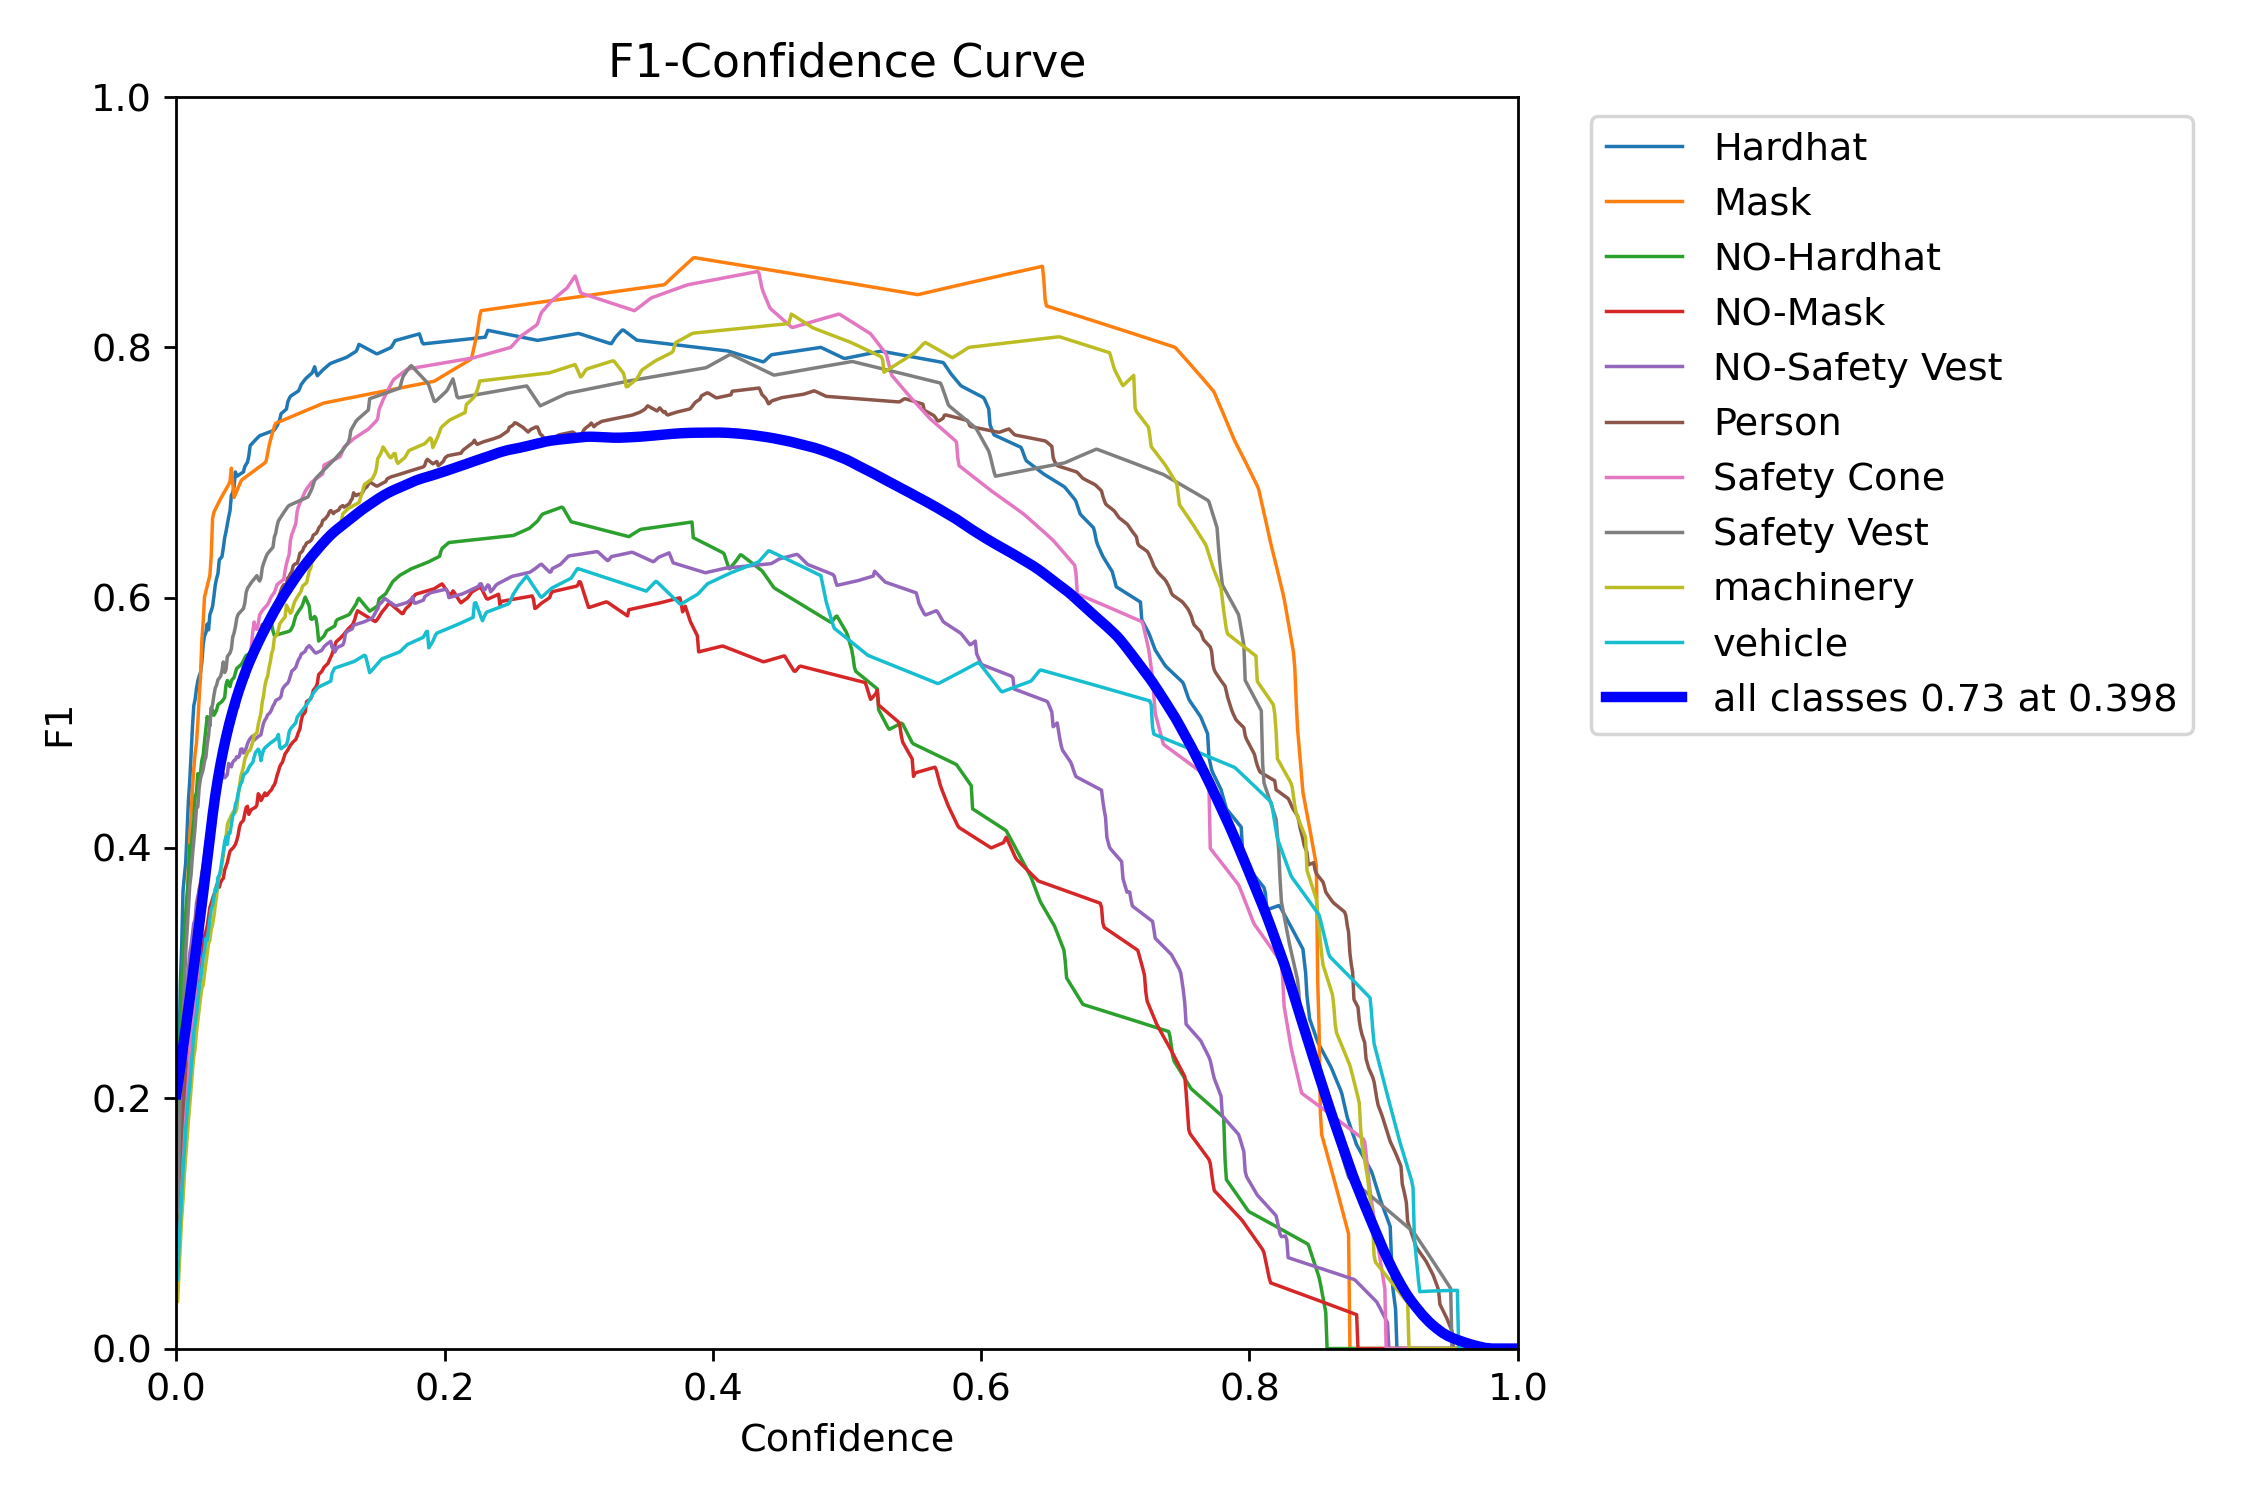 F1-Confidence Curve
1.0
0.8
0.6
0.4
0.2
0.0
F1
0.0 0.2 0.4 0.6 0.8 1.0
Confidence
Hardhat
Mask
NO-Hardhat
NO-Mask
NO-Safety Vest
Person
Safety Cone
Safety Vest
machinery
vehicle
all classes 0.73 at 0.398